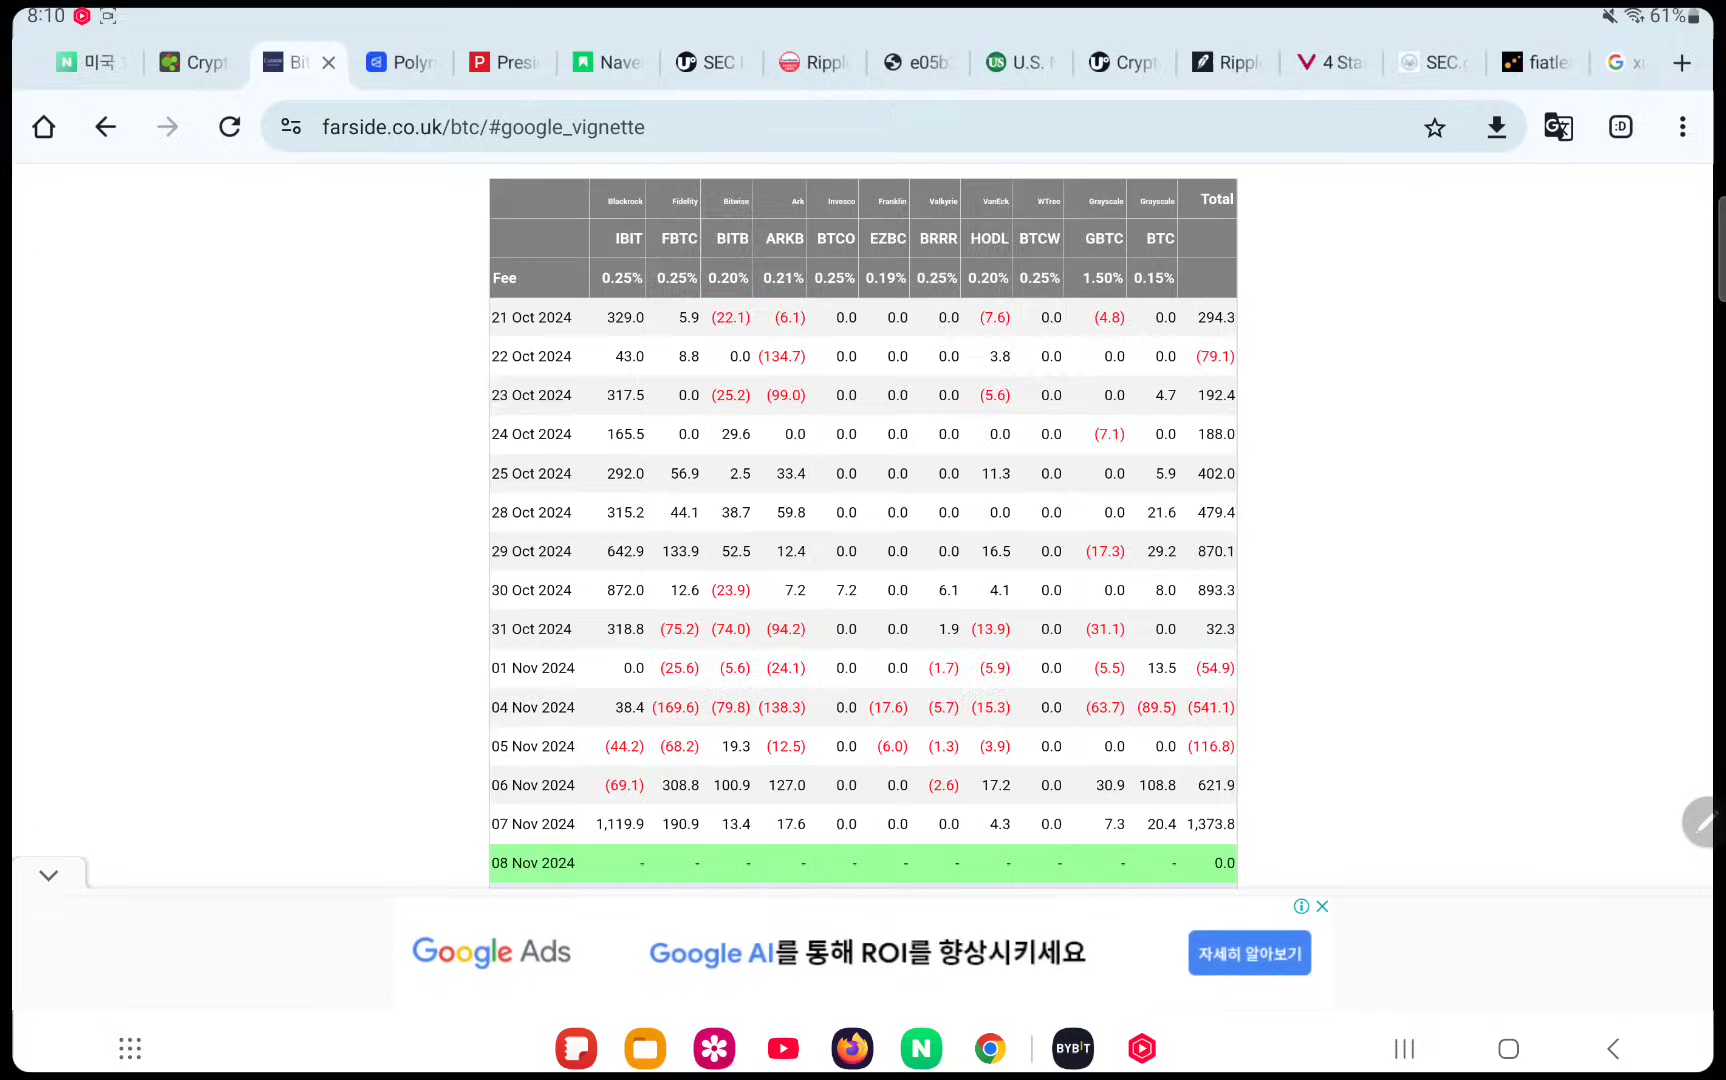 8:10 61%
미국 Crypt Bit Polyn Presi Nave SEC Rippl e05b U.S. Crypt Rippl 4 Sta SEC.g fiatle xr
farside.co.uk/btc/#google_vignette
Blackrock Fidelity Bitwise Ark Invesco Franklin Valkyrie VanEck WTree Grayscale Grayscale Total
IBIT FBTC BITB ARKB BTCO EZBC BRRR HODL BTCW GBTC BTC
Fee 0.25% 0.25% 0.20% 0.21% 0.25% 0.19% 0.25% 0.20% 0.25% 1.50% 0.15%
21 Oct 2024 329.0 5.9 (22.1) (6.1) 0.0 0.0 0.0 (7.6) 0.0 (4.8) 0.0 294.3
22 Oct 2024 43.0 8.8 0.0 (134.7) 0.0 0.0 0.0 3.8 0.0 0.0 0.0 (79.1)
23 Oct 2024 317.5 0.0 (25.2) (99.0) 0.0 0.0 0.0 (5.6) 0.0 0.0 4.7 192.4
24 Oct 2024 165.5 0.0 29.6 0.0 0.0 0.0 0.0 0.0 0.0 (7.1) 0.0 188.0
25 Oct 2024 292.0 56.9 2.5 33.4 0.0 0.0 0.0 11.3 0.0 0.0 5.9 402.0
28 Oct 2024 315.2 44.1 38.7 59.8 0.0 0.0 0.0 0.0 0.0 0.0 21.6 479.4
29 Oct 2024 642.9 133.9 52.5 12.4 0.0 0.0 0.0 16.5 0.0 (17.3) 29.2 870.1
30 Oct 2024 872.0 12.6 (23.9) 7.2 7.2 0.0 6.1 4.1 0.0 0.0 8.0 893.3
31 Oct 2024 318.8 (75.2) (74.0) (94.2) 0.0 0.0 1.9 (13.9) 0.0 (31.1) 0.0 32.3
01 Nov 2024 0.0 (25.6) (5.6) (24.1) 0.0 0.0 (1.7) (5.9) 0.0 (5.5) 13.5 (54.9)
04 Nov 2024 38.4 (169.6) (79.8) (138.3) 0.0 (17.6) (5.7) (15.3) 0.0 (63.7) (89.5) (541.1)
05 Nov 2024 (44.2) (68.2) 19.3 (12.5) 0.0 (6.0) (1.3) (3.9) 0.0 0.0 0.0 (116.8)
06 Nov 2024 (69.1) 308.8 100.9 127.0 0.0 0.0 (2.6) 17.2 0.0 30.9 108.8 621.9
07 Nov 2024 1,119.9 190.9 13.4 17.6 0.0 0.0 0.0 4.3 0.0 7.3 20.4 1,373.8
08 Nov 2024 - - - - - - - - - - - 0.0
Google Ads Google AI를 통해 ROI를 향상시키세요 자세히 알아보기
N BYBIT